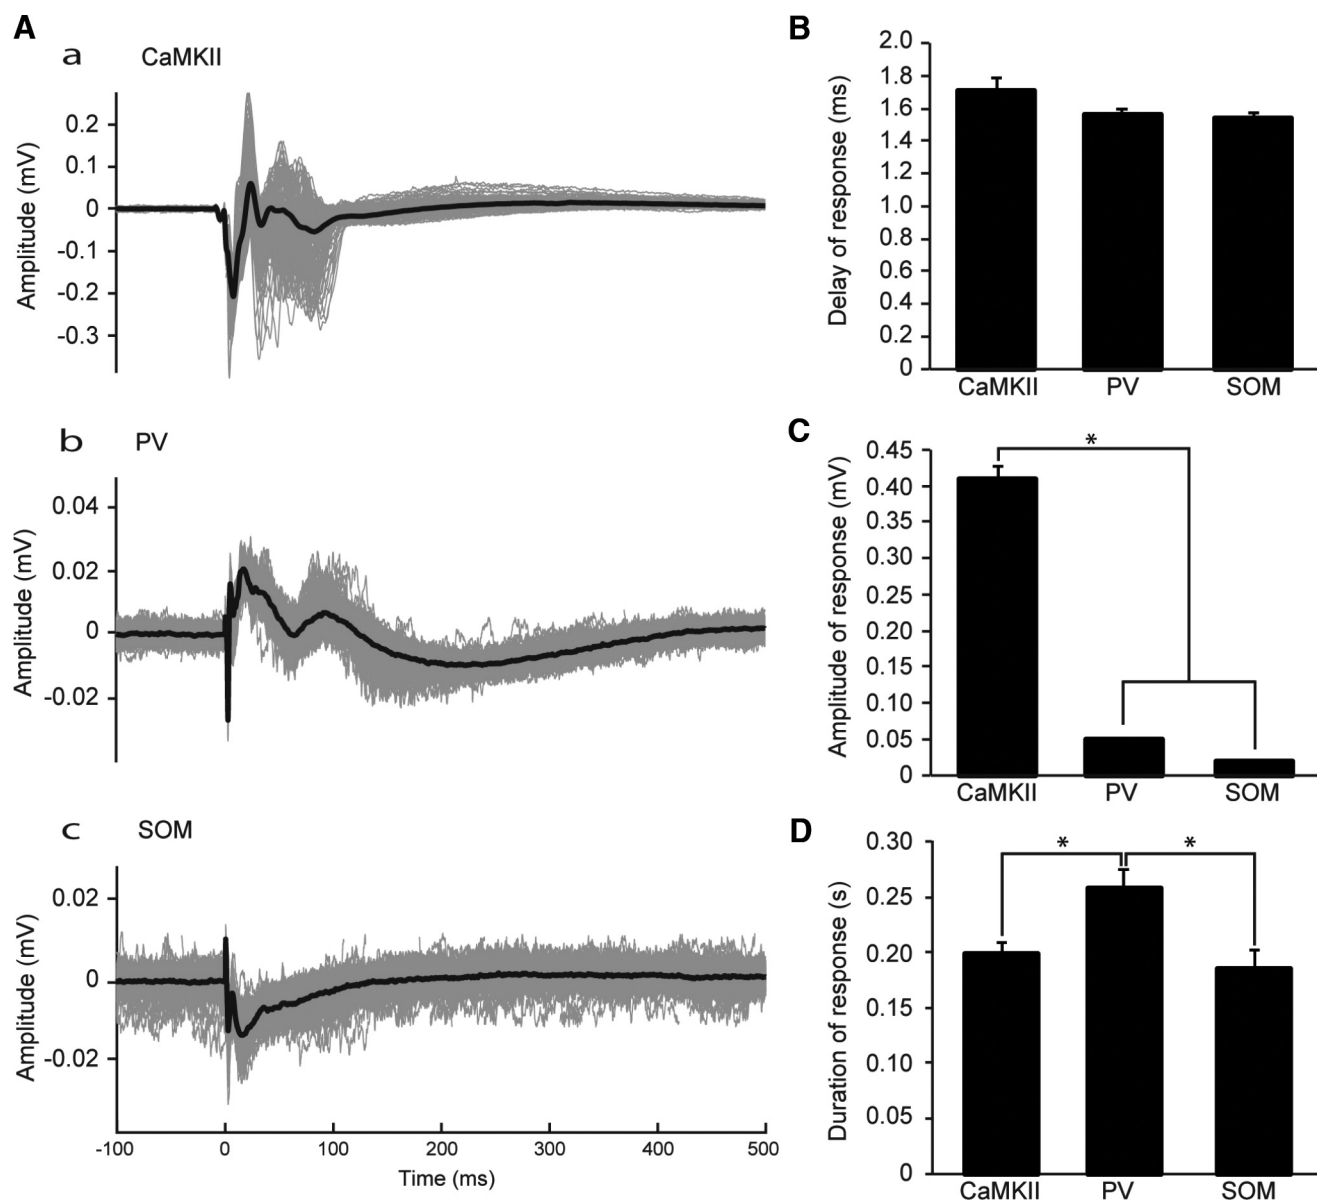 A
a CaMKII
0.2
0.1
0
-0.1
-0.2
-0.3
Amplitude (mV)
b PV
0.04
0.02
0
-0.02
Amplitude (mV)
c SOM
0.02
0
-0.02
Amplitude (mV)
-100 0 100 200 300 400 500
Time (ms)
B
2.0
1.8
1.6
1.4
1.2
1.0
0.8
0.6
0.4
0.2
0
Delay of response (ms)
CaMKII PV SOM
C
*
0.45
0.40
0.35
0.30
0.25
0.20
0.15
0.10
0.05
0
Amplitude of response (mV)
CaMKII PV SOM
D
* *
0.30
0.25
0.20
0.15
0.10
0.05
0
Duration of response (s)
CaMKII PV SOM